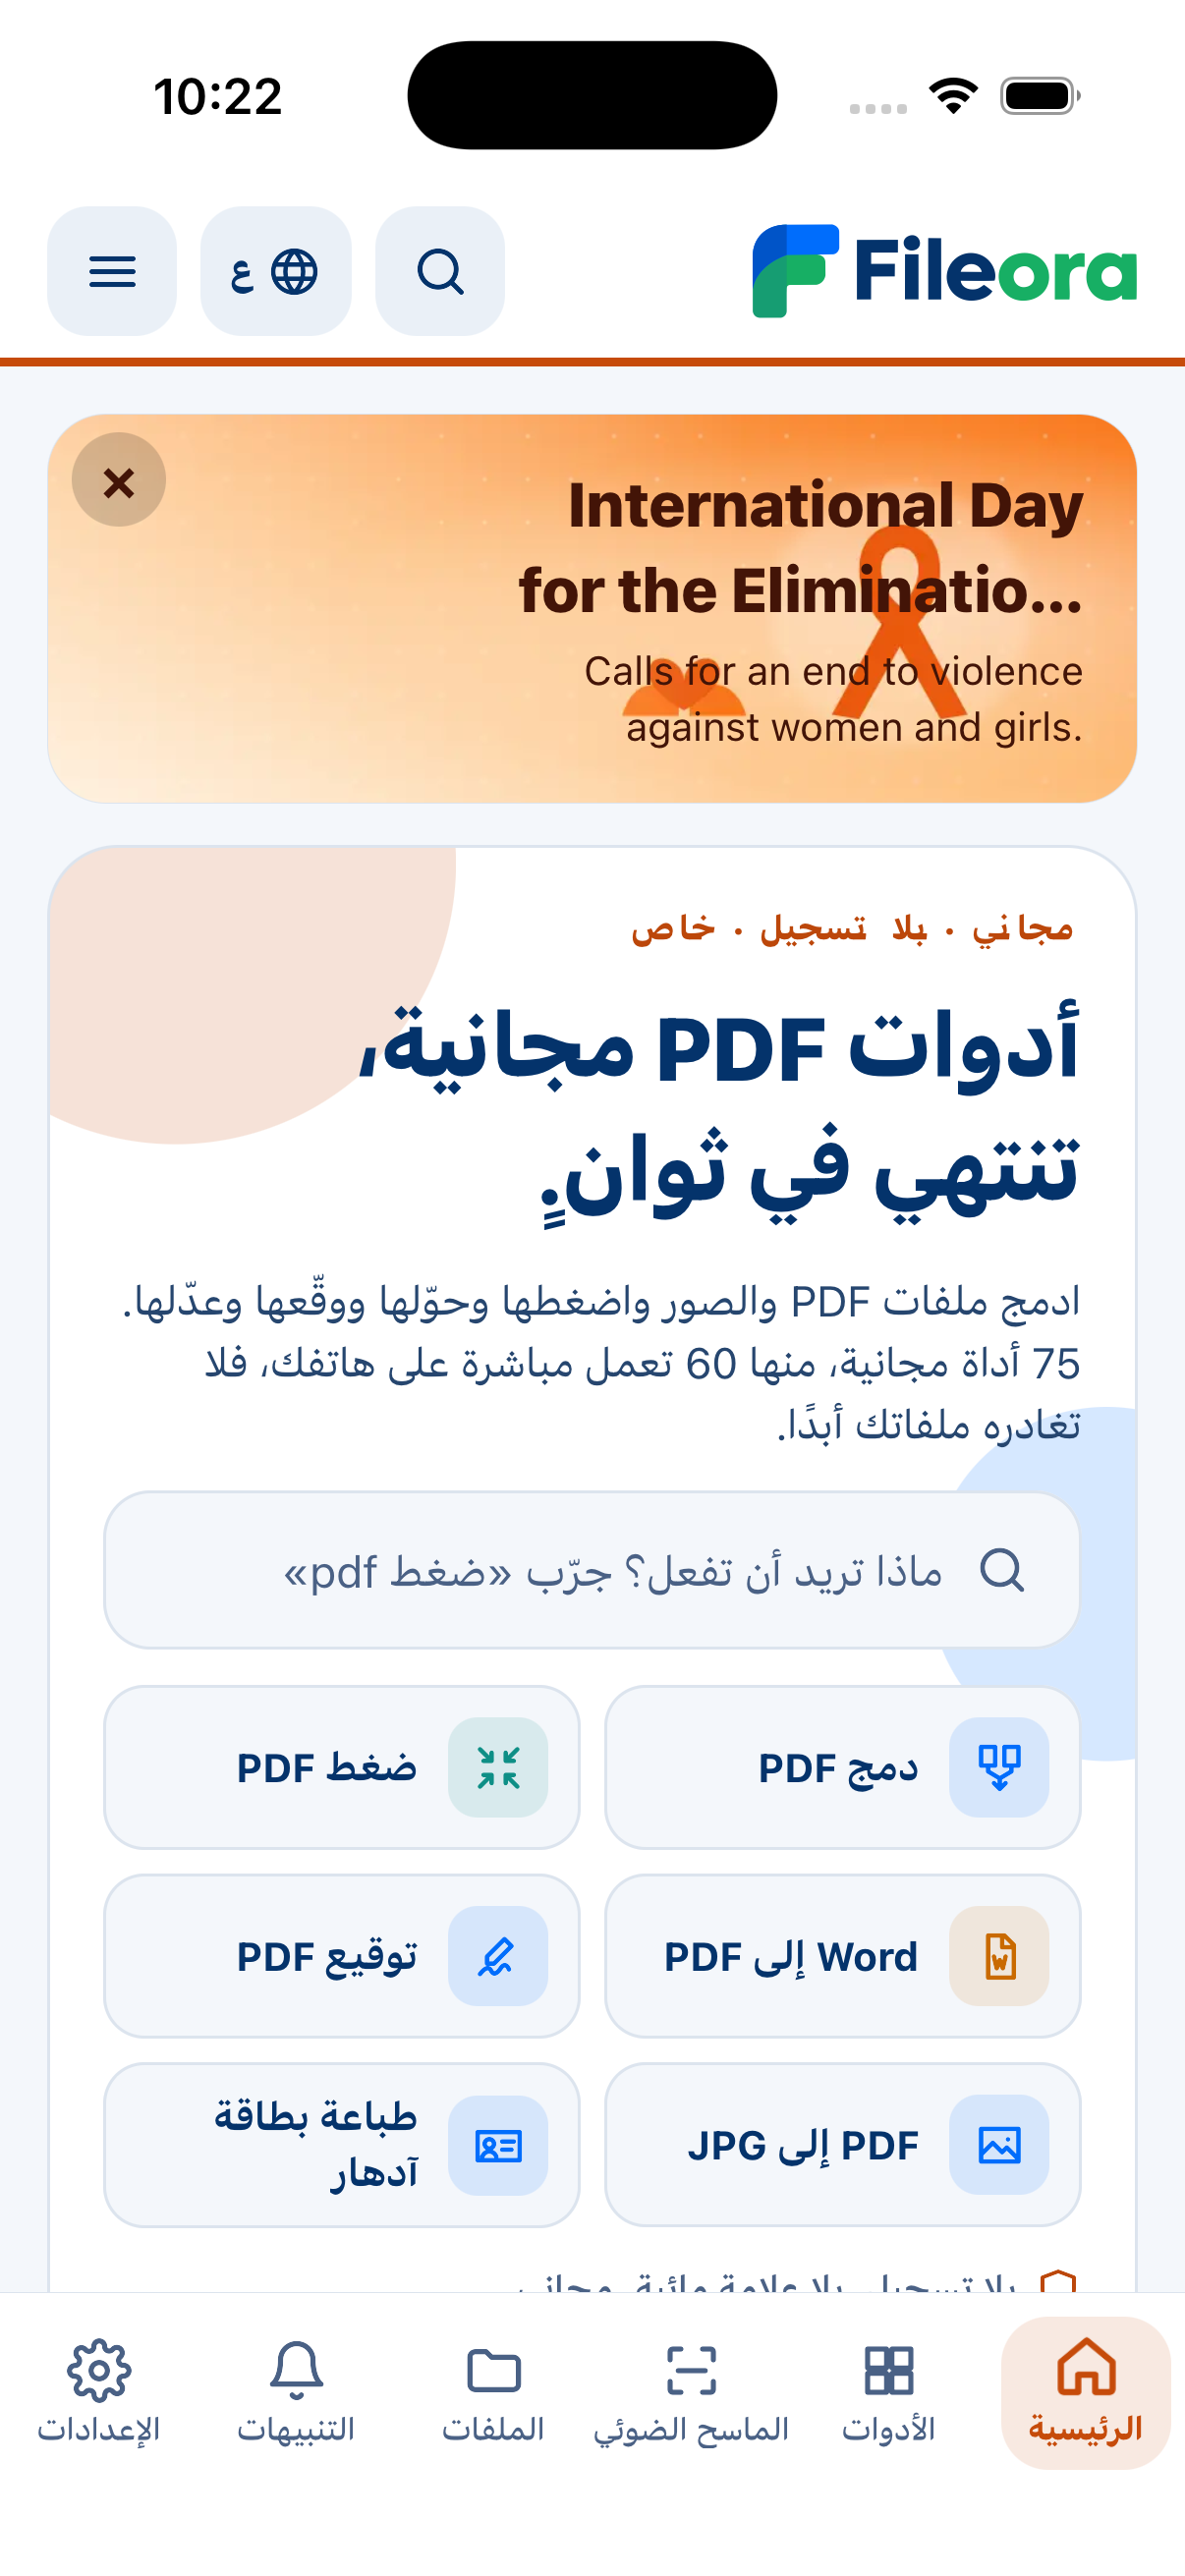 10:22
Fileora
ع
International Day
for the Eliminatio...
Calls for an end to violence
against women and girls.
مجاني · بلا تسجيل · خاص
أدوات PDF مجانية،
تنتهي في ثوانٍ.
ادمج ملفات PDF والصور واضغطها وحوّلها ووقّعها وعدّلها.
75 أداة مجانية، منها 60 تعمل مباشرة على هاتفك، فلا
تغادره ملفاتك أبدًا.
ماذا تريد أن تفعل؟ جرّب «ضغط pdf»
دمج PDF
ضغط PDF
Word إلى PDF
توقيع PDF
PDF إلى JPG
طباعة بطاقة
آدهار
الرئيسية
الأدوات
الماسح الضوئي
الملفات
التنبيهات
الإعدادات